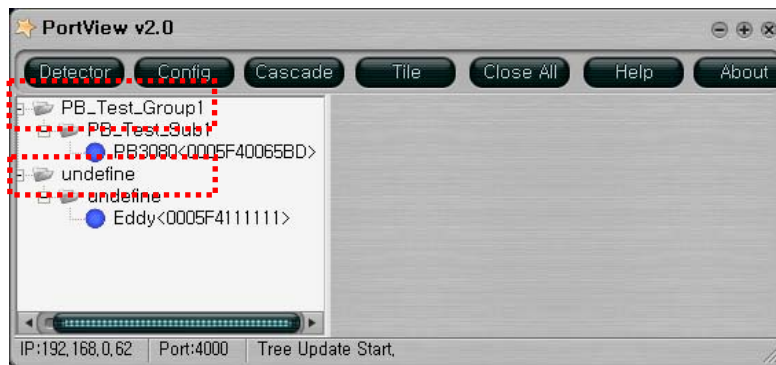 PortView v2.0
Detector Config Cascade Tile Close All Help About
PB_Test_Group1
PB_Test_Sub1
PB3080<0005F40065BD>
undefine
undefine
Eddy<0005F4111111>
IP:192,168,0,62 Port:4000 Tree Update Start,